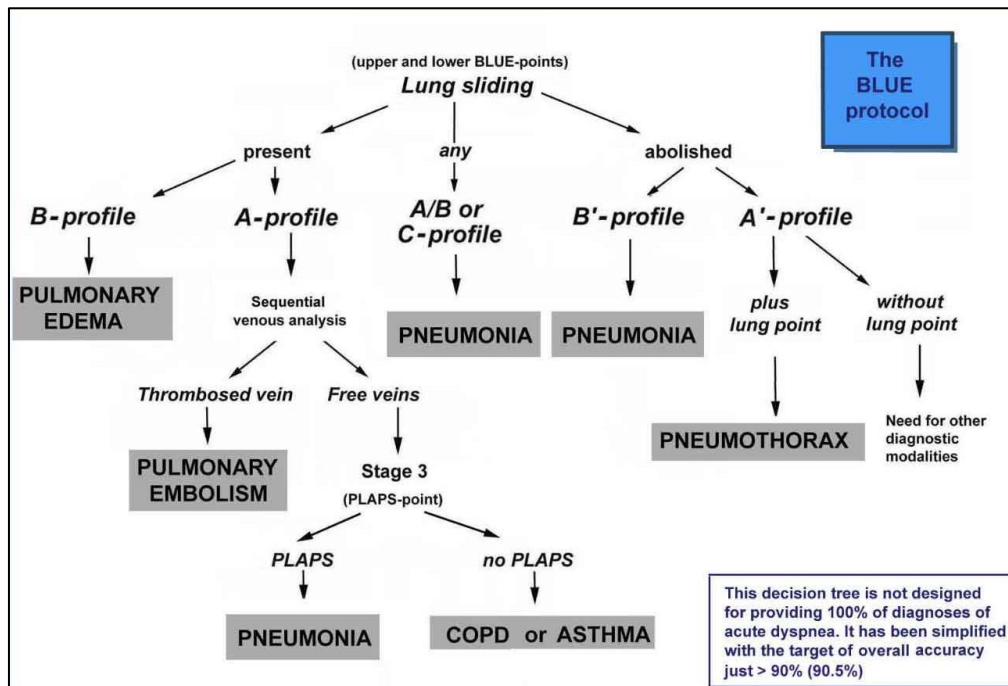 The
BLUE
protocol
(upper and lower BLUE-points)
Lung sliding
present
any
abolished
B-profile
A-profile
A/B or
C-profile
B'-profile
A'-profile
PULMONARY
EDEMA
Sequential
venous analysis
PNEUMONIA
PNEUMONIA
plus
lung point
without
lung point
Thrombosed vein
Free veins
PULMONARY
EMBOLISM
Stage 3
(PLAPS-point)
PNEUMOTHORAX
Need for other
diagnostic
modalities
PLAPS
no PLAPS
PNEUMONIA
COPD or ASTHMA
This decision tree is not designed
for providing 100% of diagnoses of
acute dyspnea. It has been simplified
with the target of overall accuracy
just > 90% (90.5%)